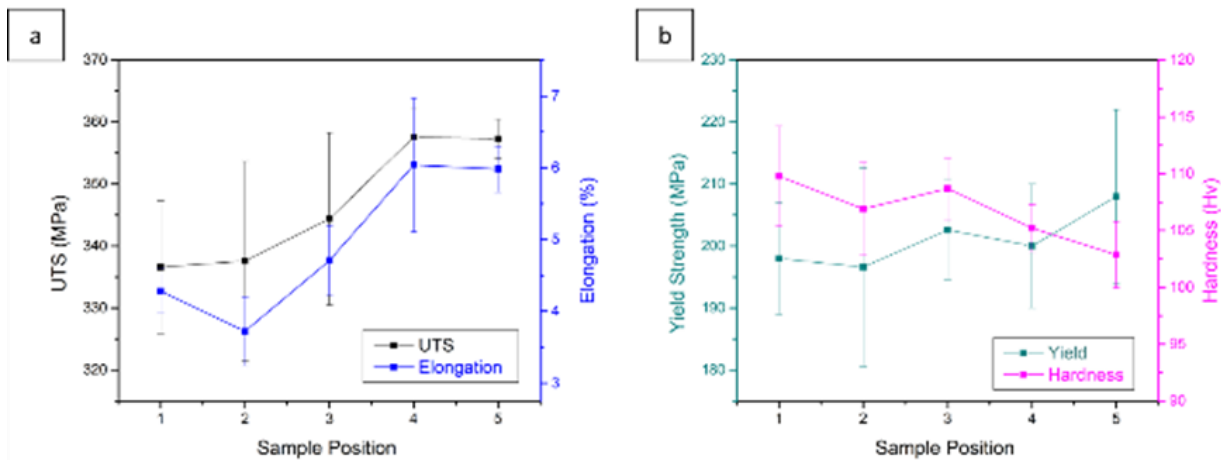 a
370
360
350
340
330
320
UTS (MPa)
7
6
5
4
3
Elongation (%)
UTS
Elongation
1 2 3 4 5
Sample Position
b
230
220
210
200
190
Yield Strength (MPa)
120
115
110
105
100
95
90
Hardness (Hv)
Yield
Hardness
1 2 3 4 5
Sample Position